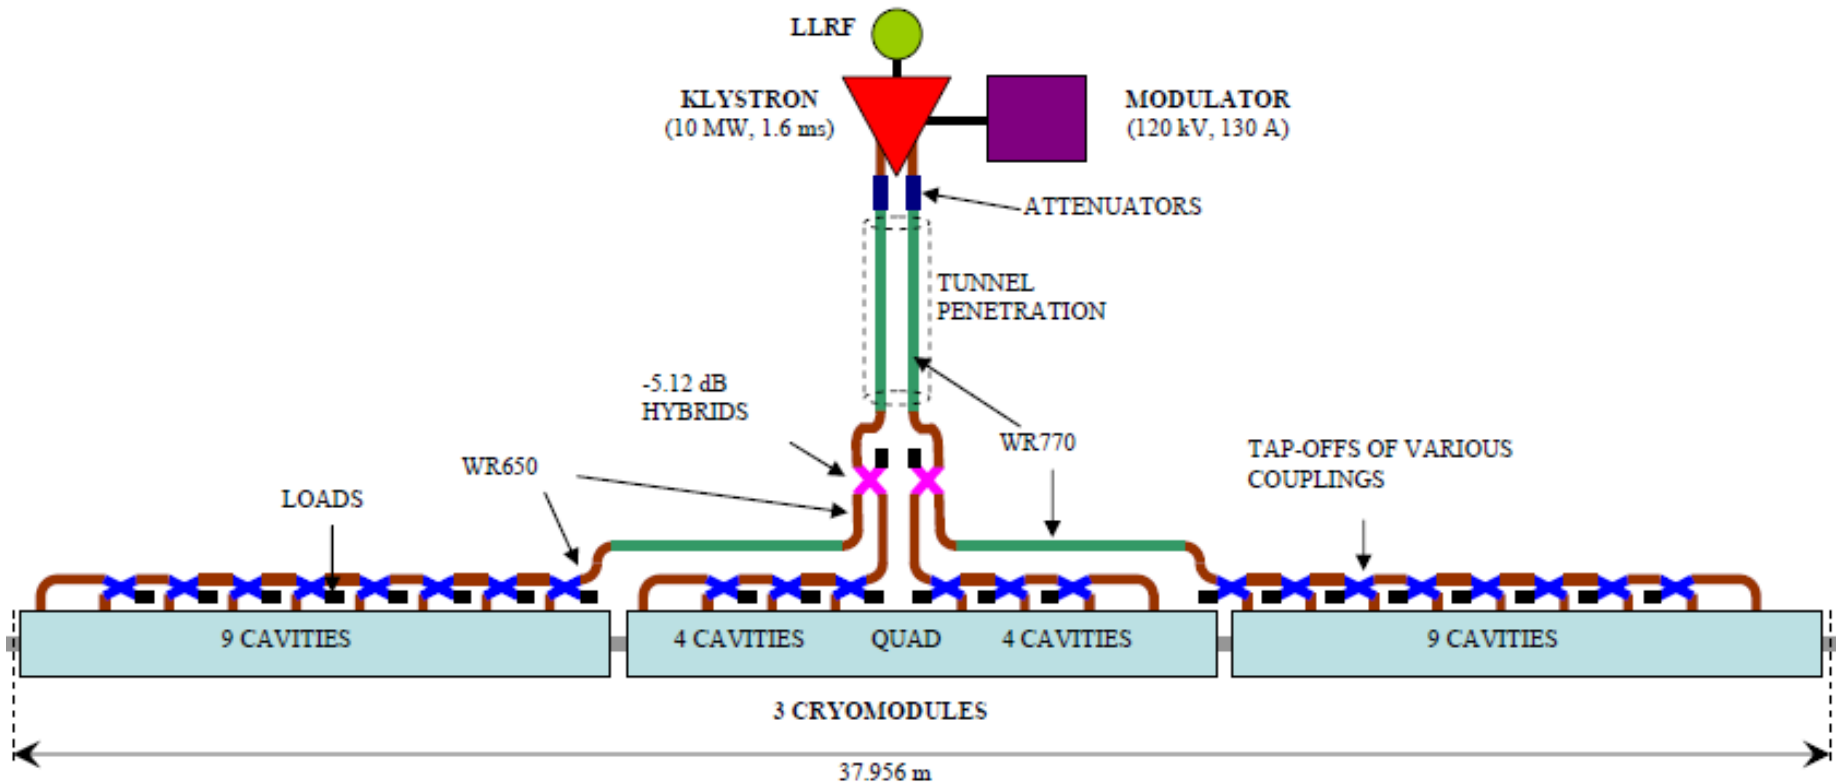 LLRF
KLYSTRON
(10 MW, 1.6 ms)
MODULATOR
(120 kV, 130 A)
ATTENUATORS
TUNNEL
PENETRATION
-5.12 dB
HYBRIDS
WR770
WR650
TAP-OFFS OF VARIOUS
COUPLINGS
LOADS
9 CAVITIES
4 CAVITIES
QUAD
4 CAVITIES
9 CAVITIES
3 CRYOMODULES
37.956 m